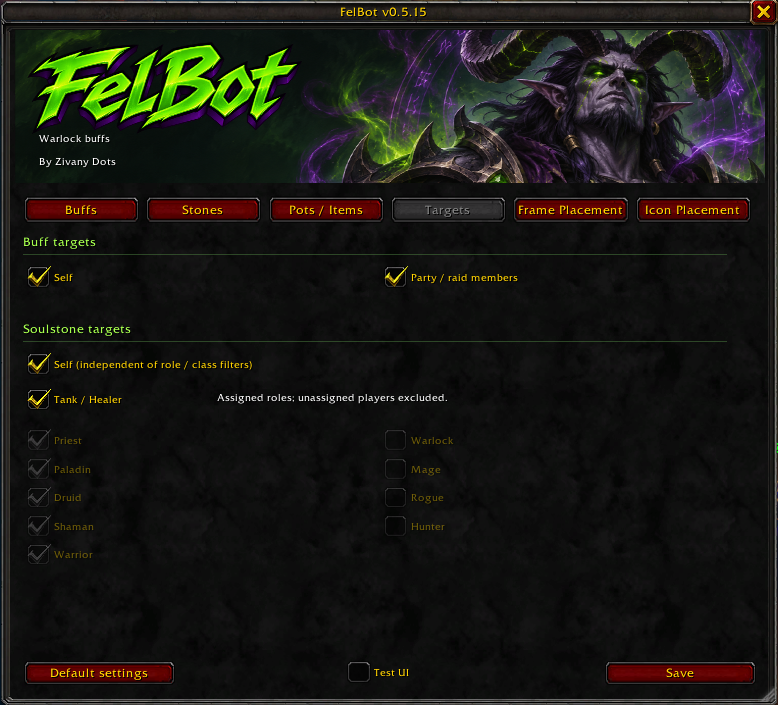 FelBot v0.5.15
FelBot
Warlock buffs
By Zivany Dots
Buffs
Stones
Pots / Items
Targets
Frame Placement
Icon Placement
Buff targets
Self
Party / raid members
Soulstone targets
Self (independent of role / class filters)
Tank / Healer
Assigned roles; unassigned players excluded.
Priest
Warlock
Paladin
Mage
Druid
Rogue
Shaman
Hunter
Warrior
Default settings
Test UI
Save